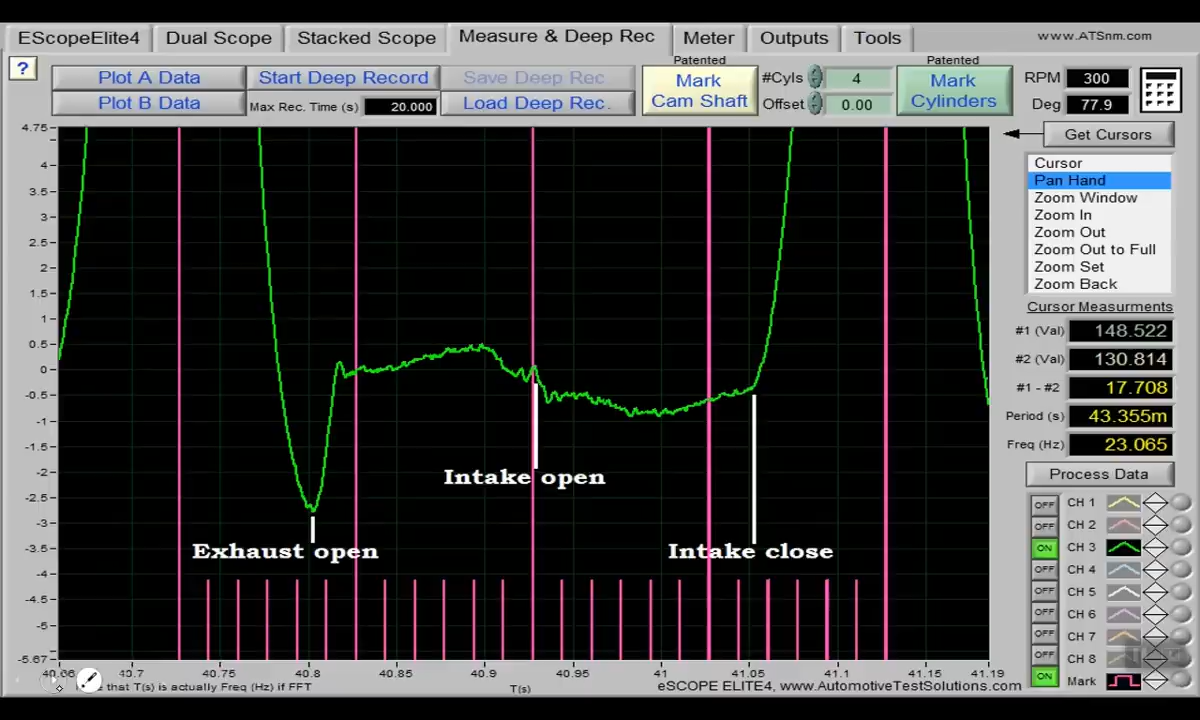 EScopeElite4 Dual Scope Stacked Scope Measure & Deep Rec Meter Outputs Tools www.ATSnm.com
?
Plot A Data Start Deep Record Save Deep Rec
Plot B Data Max Rec. Time (s) 20.000 Load Deep Rec.
Patented
Mark
Cam Shaft
#Cyls 4
Offset 0.00
Patented
Mark
Cylinders
RPM 300
Deg 77.9
Get Cursors
Cursor
Pan Hand
Zoom Window
Zoom In
Zoom Out
Zoom Out to Full
Zoom Set
Zoom Back
Cursor Measurments
#1 (Val) 148.522
#2 (Val) 130.814
#1 - #2 17.708
Period (s) 43.355m
Freq (Hz) 23.065
Process Data
OFF CH 1
OFF CH 2
ON CH 3
OFF CH 4
OFF CH 5
OFF CH 6
OFF CH 7
OFF CH 8
ON Mark
4.75
4
3.5
3
2.5
2
1.5
1
0.5
0
-0.5
-1
-1.5
-2
-2.5
-3
-3.5
-4
-4.5
-5
-5.67
Intake open
Exhaust open
Intake close
40.66 40.7 40.75 40.8 40.85 40.9 40.95 41 41.05 41.1 41.15 41.19
that T(s) is actually Freq (Hz) if FFT
T(s)
eSCOPE ELITE4, www.AutomotiveTestSolutions.com